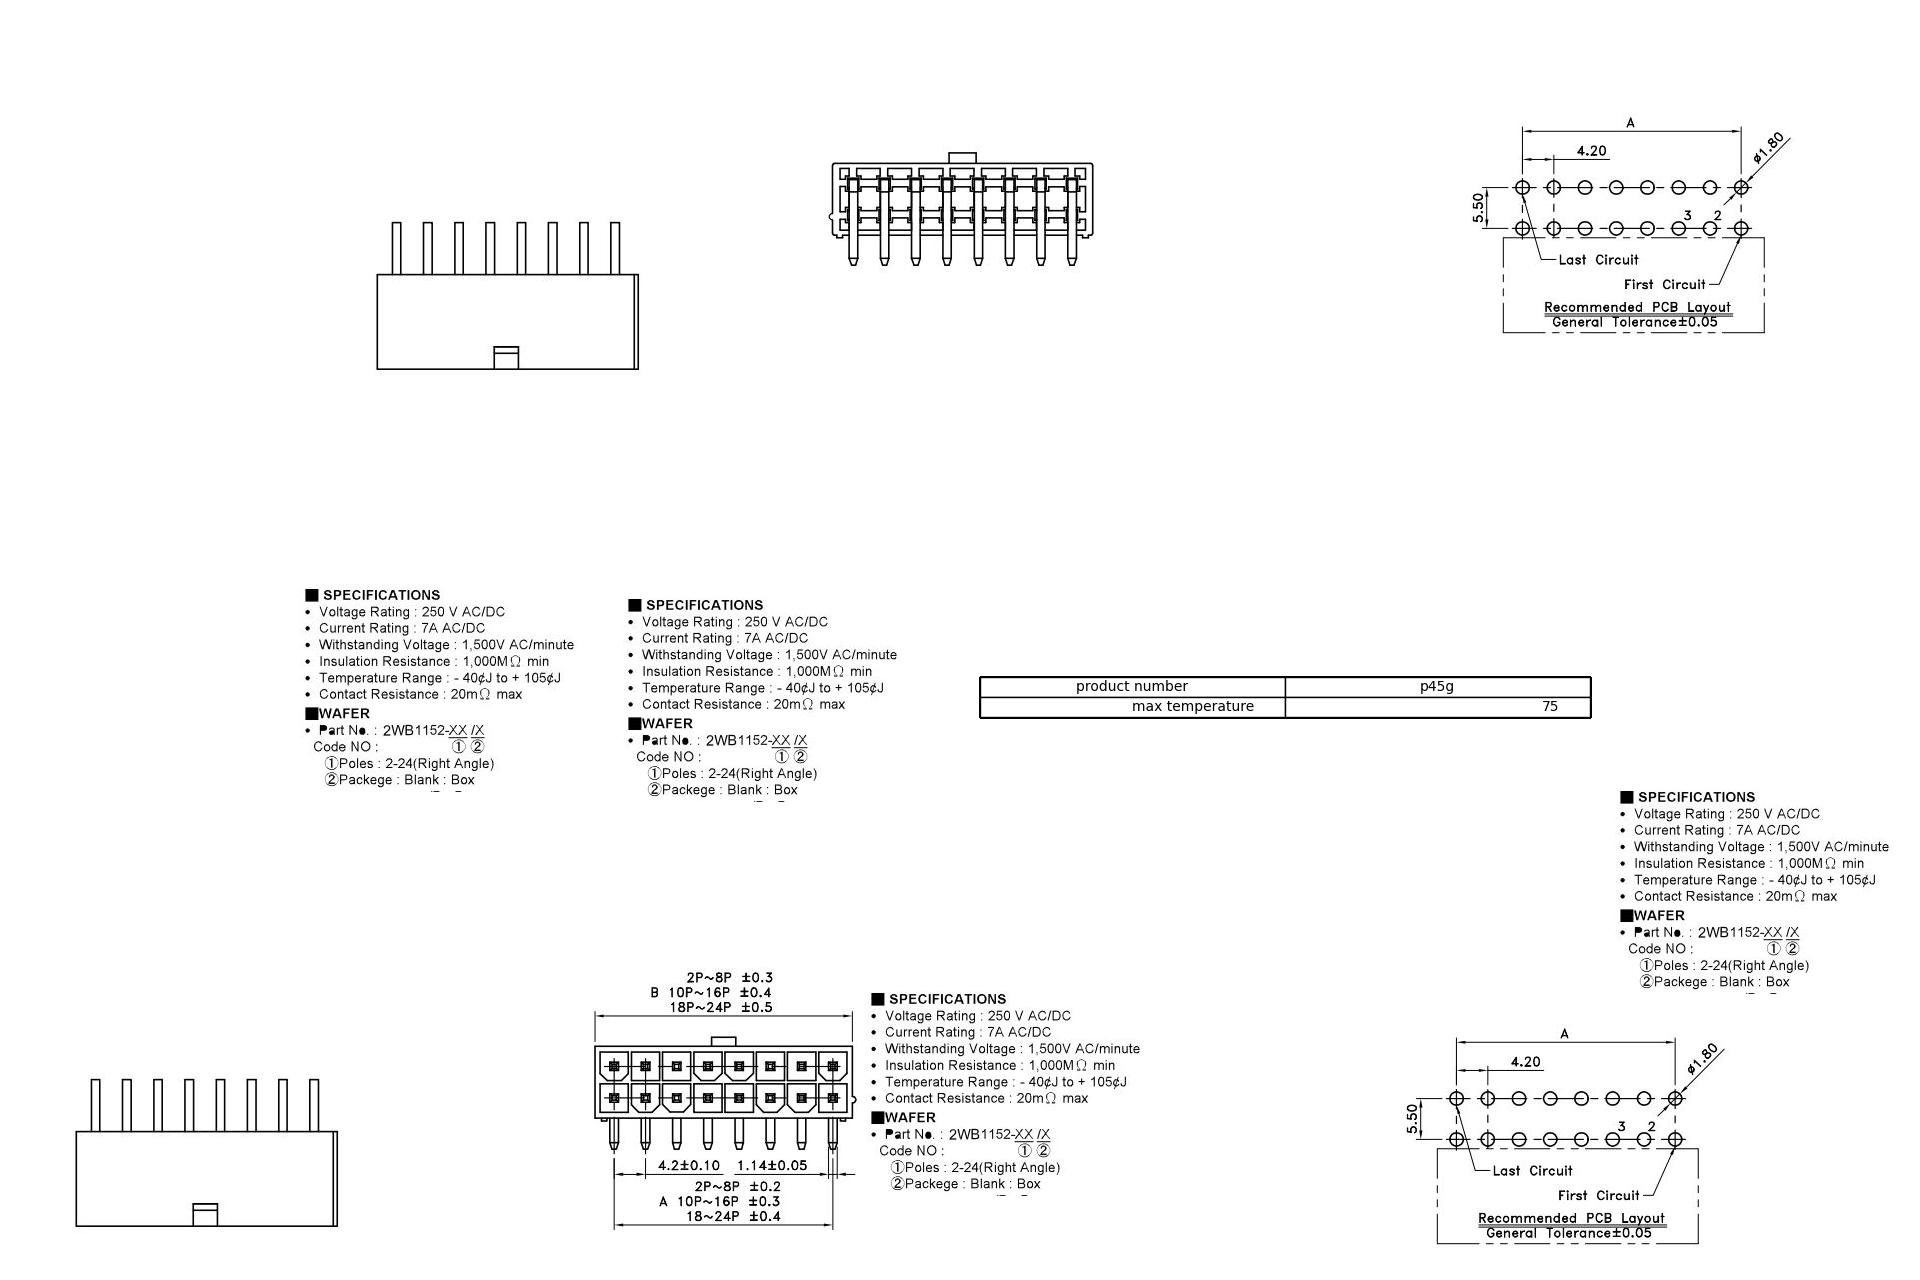 A
4.20
ø1.80
5.50
3
2
Last Circuit
First Circuit
Recommended PCB Layout
General Tolerance±0.05
■ SPECIFICATIONS
• Voltage Rating : 250 V AC/DC
• Current Rating : 7A AC/DC
• Withstanding Voltage : 1,500V AC/minute
• Insulation Resistance : 1,000MΩ min
• Temperature Range : - 40¢J to + 105¢J
• Contact Resistance : 20mΩ max
■WAFER
• Part No. : 2WB1152-XX /X
Code NO : ① ②
①Poles : 2-24(Right Angle)
②Packege : Blank : Box
■ SPECIFICATIONS
• Voltage Rating : 250 V AC/DC
• Current Rating : 7A AC/DC
• Withstanding Voltage : 1,500V AC/minute
• Insulation Resistance : 1,000MΩ min
• Temperature Range : - 40¢J to + 105¢J
• Contact Resistance : 20mΩ max
■WAFER
• Part No. : 2WB1152-XX /X
Code NO : ① ②
①Poles : 2-24(Right Angle)
②Packege : Blank : Box
product number p45g
max temperature 75
■ SPECIFICATIONS
• Voltage Rating : 250 V AC/DC
• Current Rating : 7A AC/DC
• Withstanding Voltage : 1,500V AC/minute
• Insulation Resistance : 1,000MΩ min
• Temperature Range : - 40¢J to + 105¢J
• Contact Resistance : 20mΩ max
■WAFER
• Part No. : 2WB1152-XX /X
Code NO : ① ②
①Poles : 2-24(Right Angle)
②Packege : Blank : Box
2P~8P ±0.3
B 10P~16P ±0.4
18P~24P ±0.5
4.2±0.10 1.14±0.05
2P~8P ±0.2
A 10P~16P ±0.3
18~24P ±0.4
■ SPECIFICATIONS
• Voltage Rating : 250 V AC/DC
• Current Rating : 7A AC/DC
• Withstanding Voltage : 1,500V AC/minute
• Insulation Resistance : 1,000MΩ min
• Temperature Range : - 40¢J to + 105¢J
• Contact Resistance : 20mΩ max
■WAFER
• Part No. : 2WB1152-XX /X
Code NO : ① ②
①Poles : 2-24(Right Angle)
②Packege : Blank : Box
A
4.20
ø1.80
5.50
3
2
Last Circuit
First Circuit
Recommended PCB Layout
General Tolerance±0.05